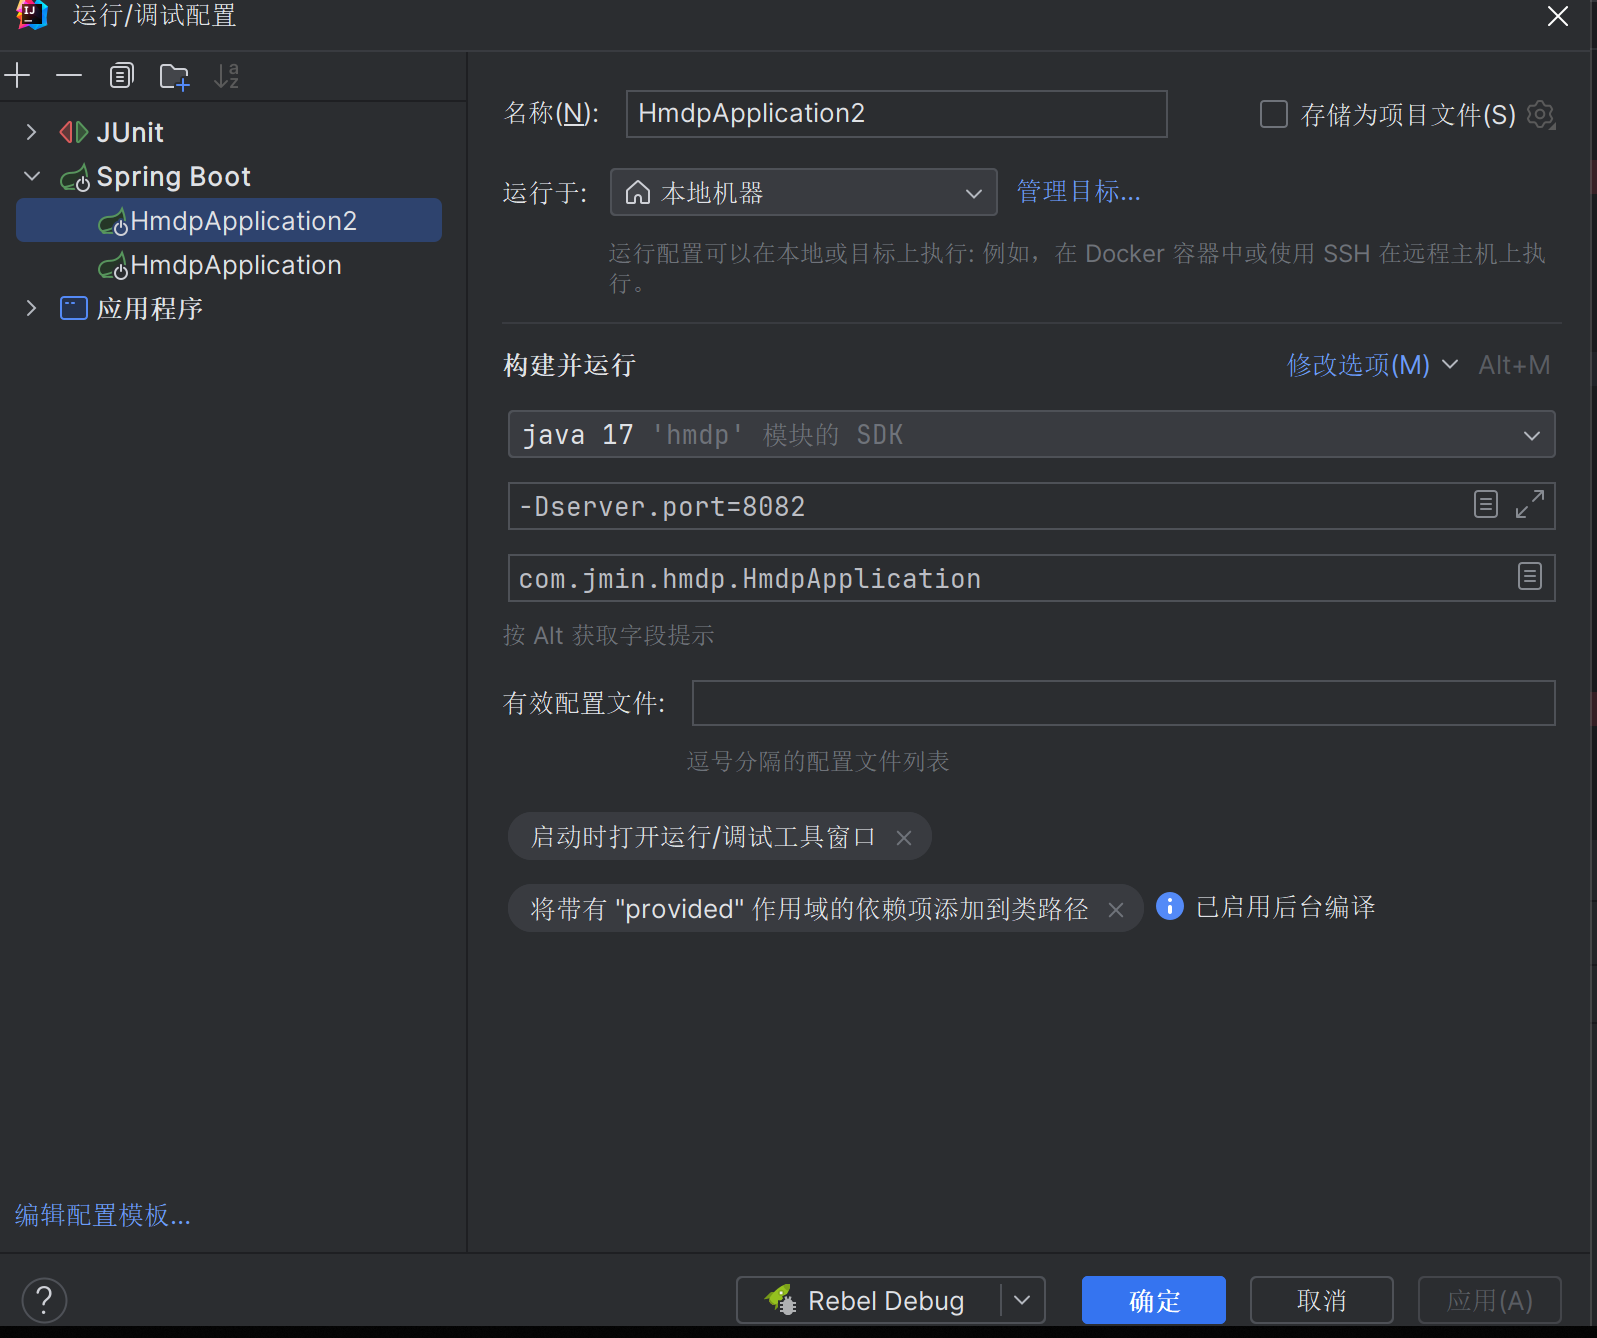 运行/调试配置
JUnit
Spring Boot
HmdpApplication2
HmdpApplication
应用程序
编辑配置模板...
名称(N):
HmdpApplication2
存储为项目文件(S)
运行于:
本地机器
管理目标...
运行配置可以在本地或目标上执行: 例如，在 Docker 容器中或使用 SSH 在远程主机上执
行。
构建并运行
修改选项(M)
Alt+M
java 17 'hmdp' 模块的 SDK
-Dserver.port=8082
com.jmin.hmdp.HmdpApplication
按 Alt 获取字段提示
有效配置文件:
逗号分隔的配置文件列表
启动时打开运行/调试工具窗口
将带有 "provided" 作用域的依赖项添加到类路径
已启用后台编译
?
Rebel Debug
确定
取消
应用(A)